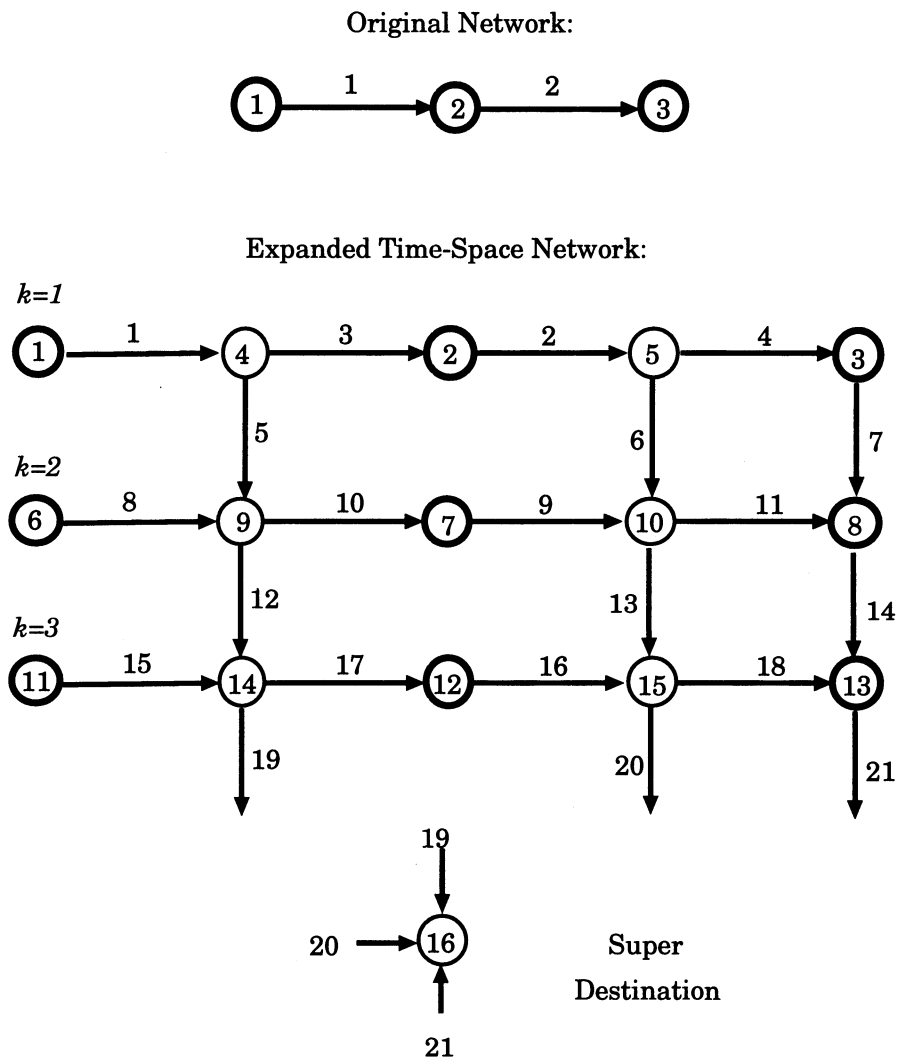 Original Network:
1 2
1 2 3
Expanded Time-Space Network:
k=1
1 3 2 4
1 4 2 5 3
5 6 7
k=2
8 10 9 11
6 9 7 10 8
12 13 14
k=3
15 17 16 18
11 14 12 15 13
19 20 21
19
20 16 Super
Destination
21